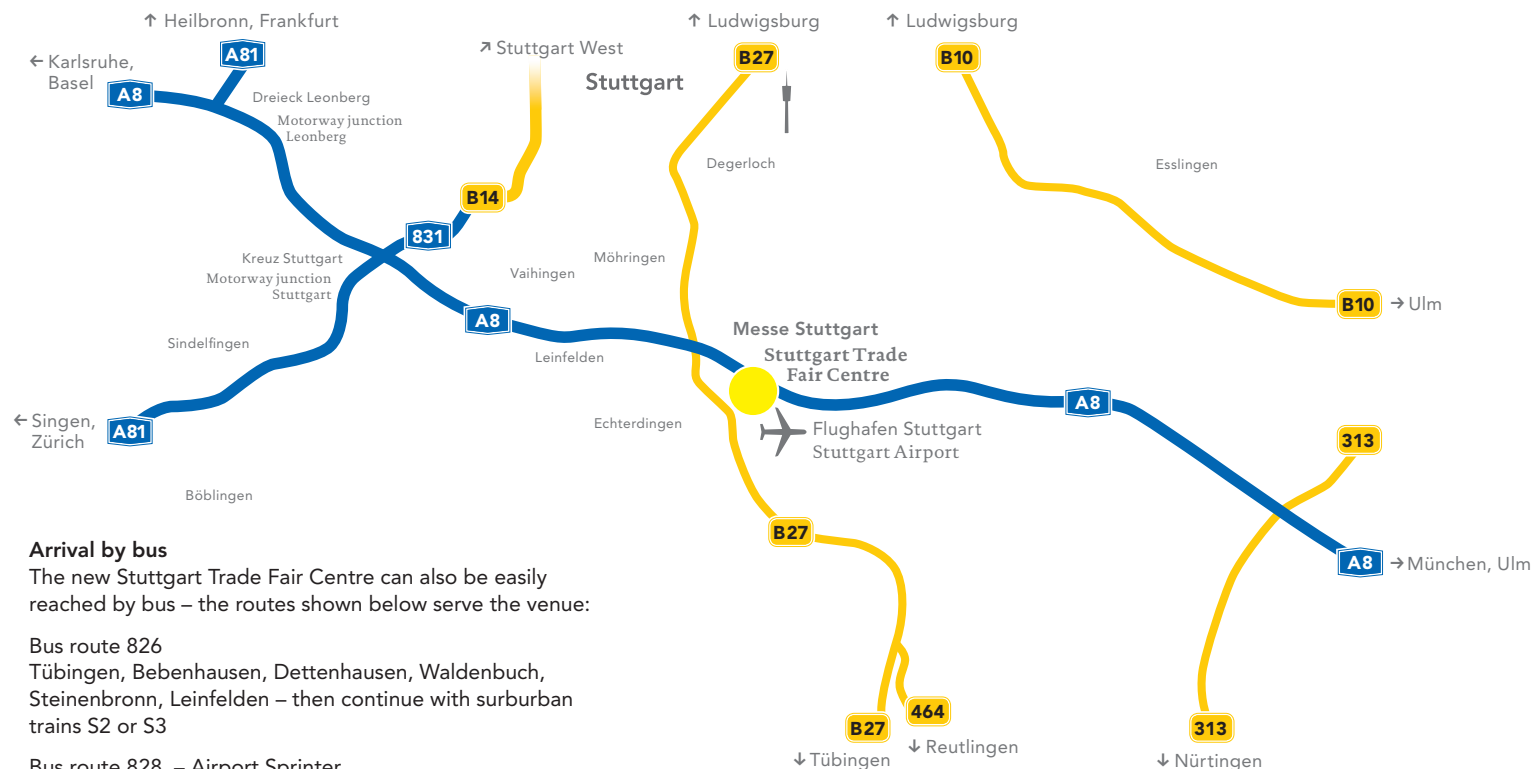 ↑ Heilbronn, Frankfurt
↑ Ludwigsburg
↑ Ludwigsburg
A81
← Karlsruhe,
Basel
A8
↗ Stuttgart West
Stuttgart
B27
B10
Dreieck Leonberg
Motorway junction
Leonberg
Degerloch
Esslingen
B14
831
Kreuz Stuttgart
Motorway junction
Stuttgart
Möhringen
Vaihingen
A8
B10
→ Ulm
Sindelfingen
Leinfelden
Messe Stuttgart
Stuttgart Trade
Fair Centre
A8
← Singen,
Zürich
A81
Echterdingen
Flughafen Stuttgart
Stuttgart Airport
313
Böblingen
B27
A8
→ München, Ulm
Arrival by bus
The new Stuttgart Trade Fair Centre can also be easily
reached by bus – the routes shown below serve the venue:
Bus route 826
Tübingen, Bebenhausen, Dettenhausen, Waldenbuch,
Steinenbronn, Leinfelden – then continue with surburban
trains S2 or S3
Bus route 828 – Airport Sprinter
464
B27
313
↓ Reutlingen
↓ Tübingen
↓ Nürtingen